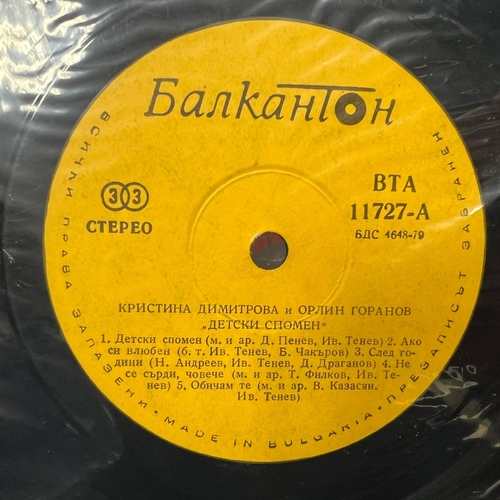 БалканТон
33
СТЕРЕО
ВТА
11727-А
БДС 4648-79
КРИСТИНА ДИМИТРОВА и ОРЛИН ГОРАНОВ
„ДЕТСКИ СПОМЕН"
1. Детски спомен (м. и ар. Д. Пенев, Ив. Тенев) 2. Ако
си влюбен (б. т. Ив. Тенев, Б. Чакъров) 3. След го-
дини (Н. Андреев, Ив. Тенев, Д. Драганов) 4. Не
се сърди, човече (м. и ар. Т. Филков, Ив. Те-
нев) 5. Обичам те (м. и ар. В. Казасян,
Ив. Тенев)
ВСИЧКИ ПРАВА ЗАПАЗЕНИ • MADE IN BULGARIA • ПРЕЗАПИСЪТ ЗАБРАНЕН